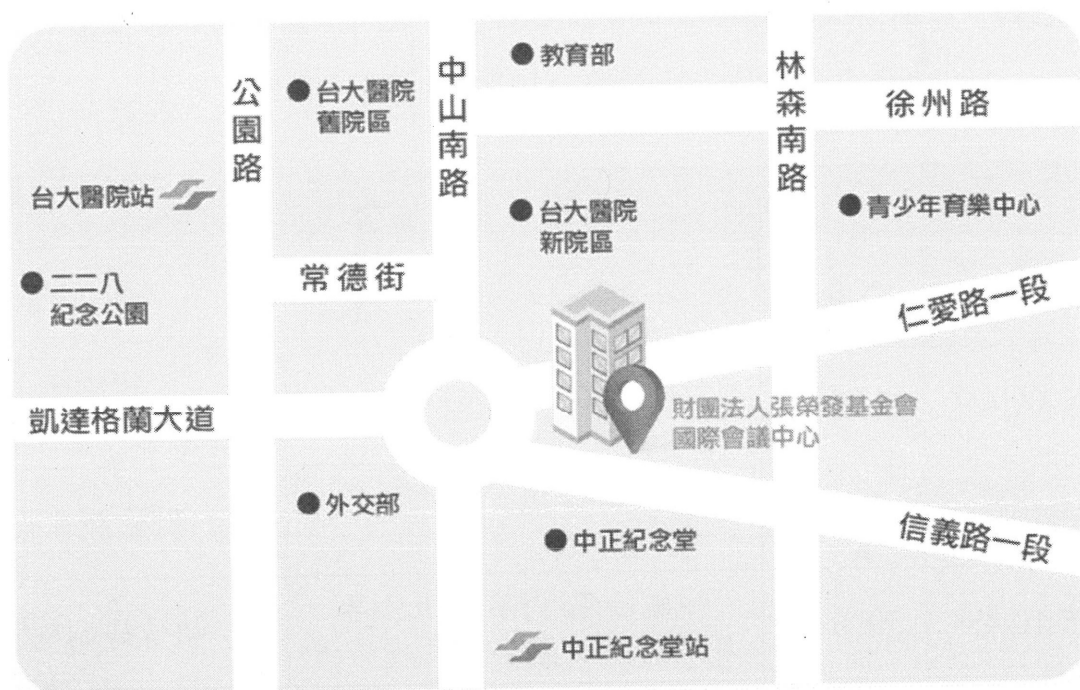 教育部
中山南路
林森南路
公園路
台大醫院
舊院區
徐州路
台大醫院站
台大醫院
新院區
青少年育樂中心
常德街
二二八
紀念公園
仁愛路一段
凱達格蘭大道
財團法人張榮發基金會
國際會議中心
外交部
中正紀念堂
信義路一段
中正紀念堂站